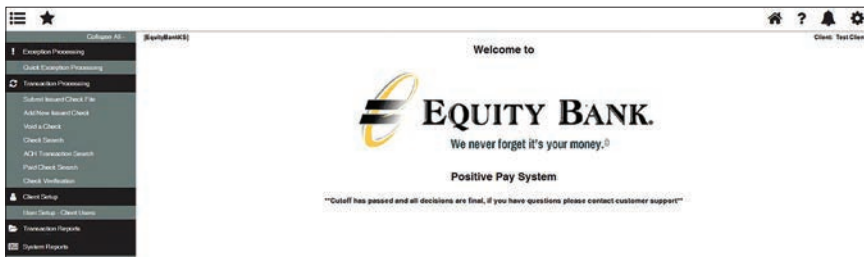 Collapse All -
[EquityBankKS]
Client: Test Clien
Welcome to
! Exception Processing
Quick Exception Processing
Transaction Processing
Submit Issued Check File
Add New Issued Check
Void a Check
Check Search
ACH Transaction Search
Paid Check Search
Check Verification
Client Setup
User Setup - Client Users
Transaction Reports
System Reports
EQUITY BANK.
We never forget it's your money.®
Positive Pay System
**Cutoff has passed and all decisions are final, if you have questions please contact customer support**